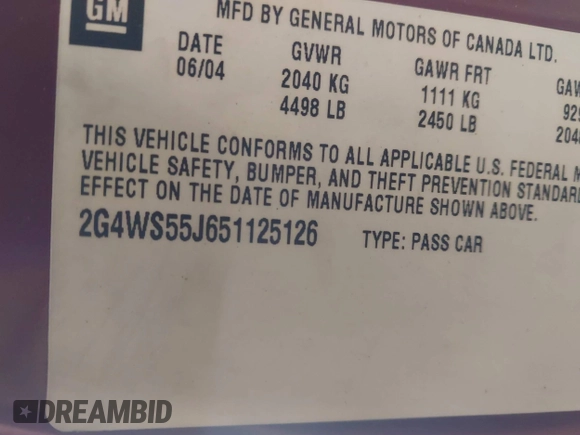 GM
MFD BY GENERAL MOTORS OF CANADA LTD.
DATE GVWR GAWR FRT
06/04 2040 KG 1111 KG
4498 LB 2450 LB
THIS VEHICLE CONFORMS TO ALL APPLICABLE U.S. FEDERAL
VEHICLE SAFETY, BUMPER, AND THEFT PREVENTION
EFFECT ON THE DATE OF MANUFACTURE SHOWN ABOVE.
2G4WS55J651125126 TYPE: PASS CAR
DREAMBID